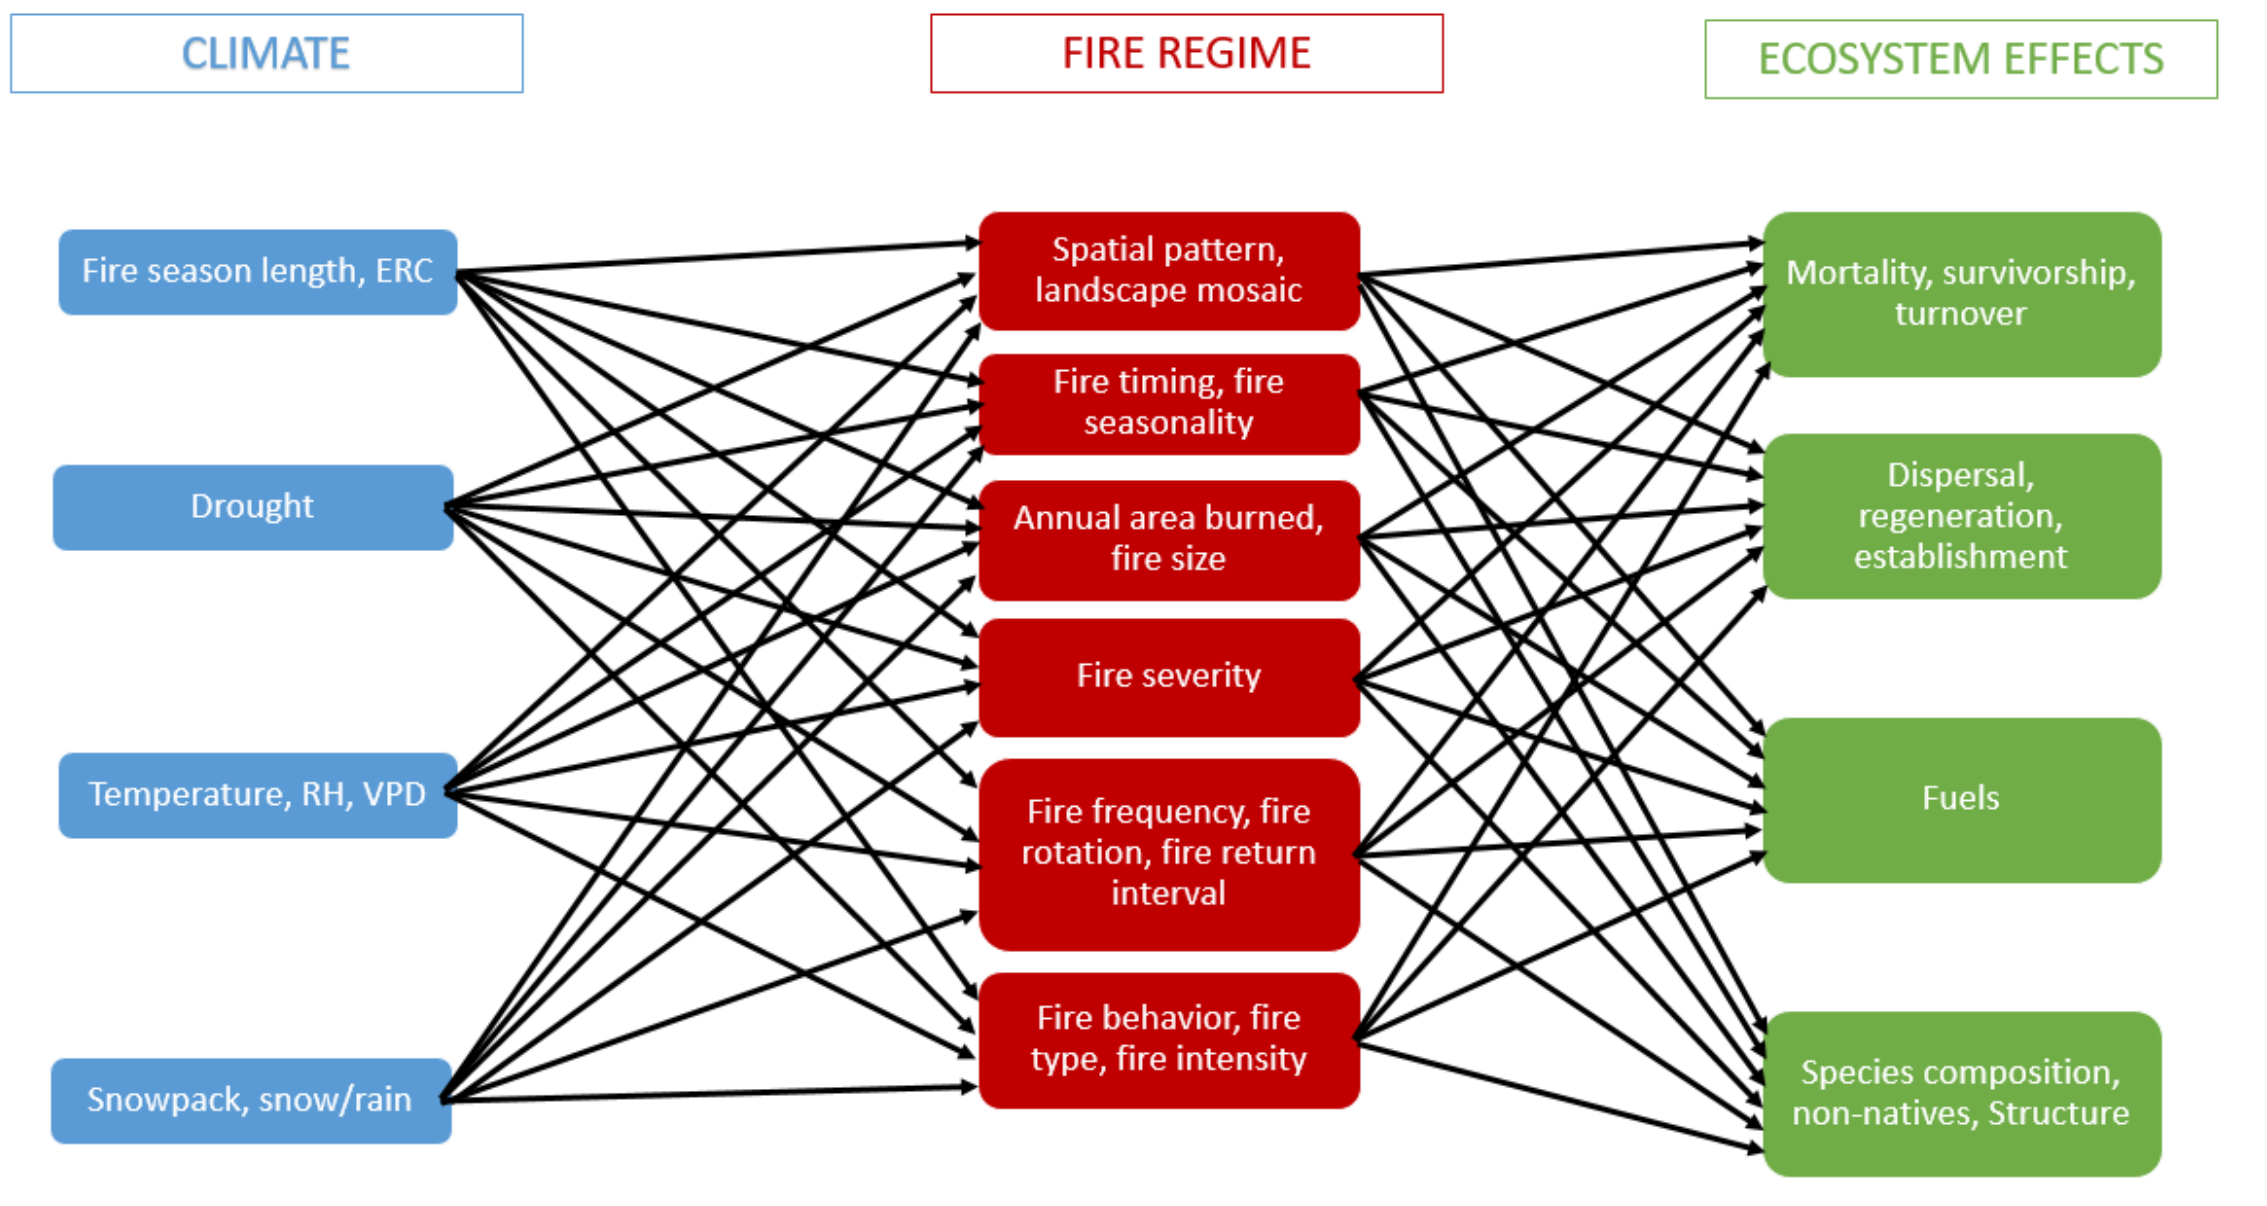 CLIMATE
FIRE REGIME
ECOSYSTEM EFFECTS
Fire season length, ERC
Drought
Temperature, RH, VPD
Snowpack, snow/rain
Spatial pattern,
landscape mosaic
Fire timing, fire
seasonality
Annual area burned,
fire size
Fire severity
Fire frequency, fire
rotation, fire return
interval
Fire behavior, fire
type, fire intensity
Mortality, survivorship,
turnover
Dispersal,
regeneration,
establishment
Fuels
Species composition,
non-natives, Structure